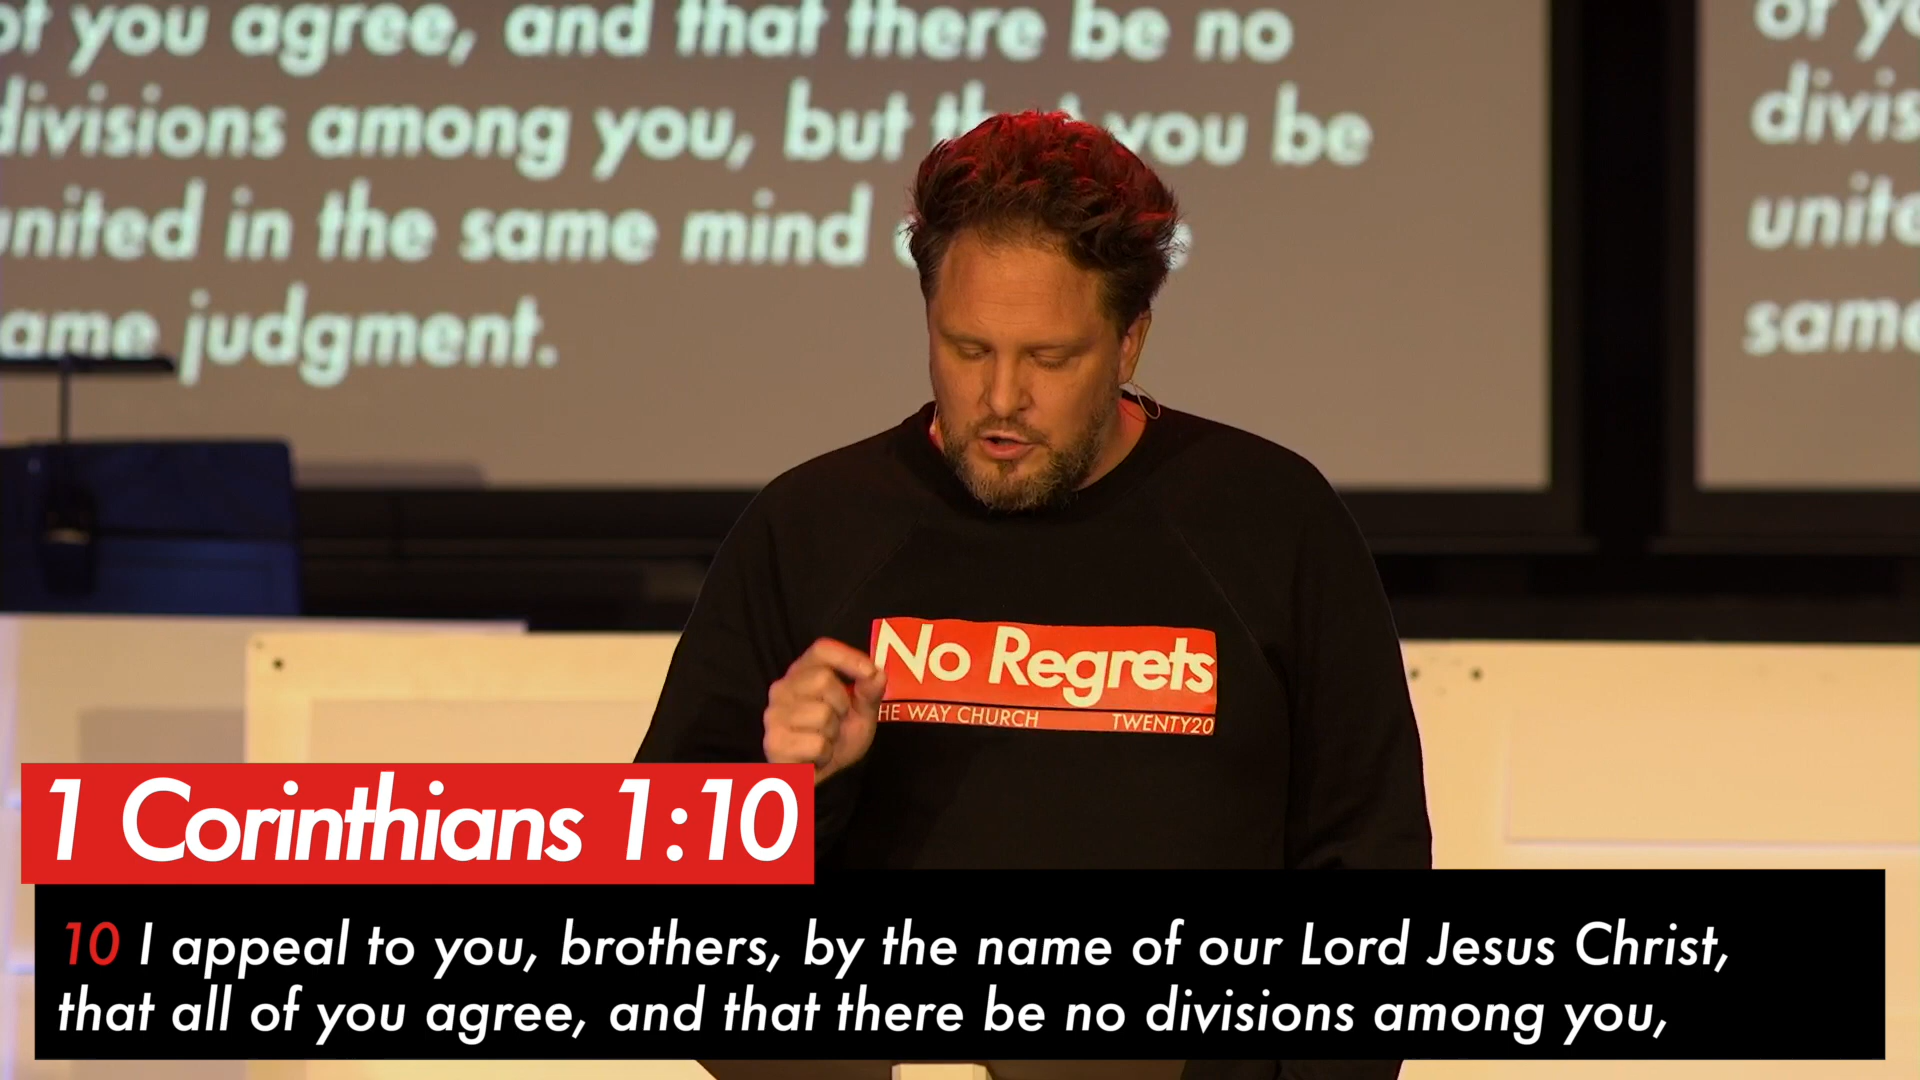 of you agree, and that there be no
divisions among you, but you be
united in the same mind
same judgment.
of
divis
unite
same
No Regrets
HE WAY CHURCH TWENTY20
1 Corinthians 1:10
10 I appeal to you, brothers, by the name of our Lord Jesus Christ,
that all of you agree, and that there be no divisions among you,